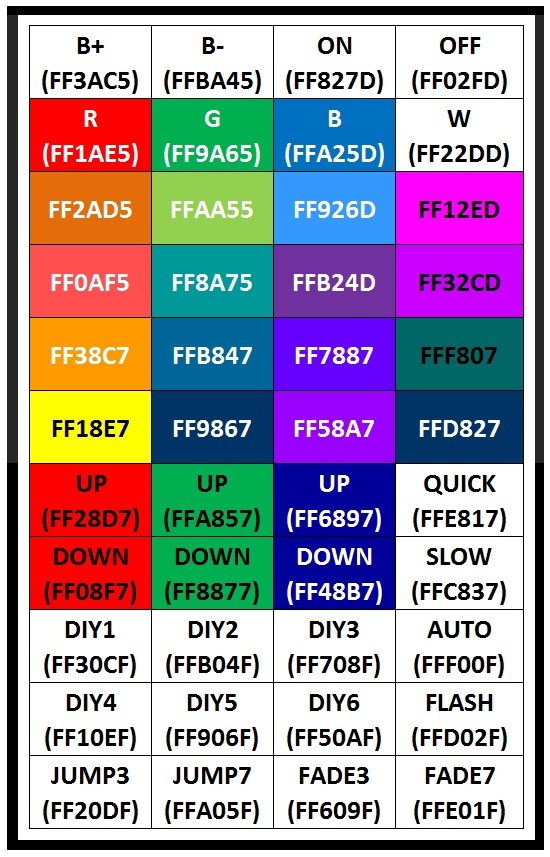 B+ B- ON OFF
(FF3AC5) (FFBA45) (FF827D) (FF02FD)
R G B W
(FF1AE5) (FF9A65) (FFA25D) (FF22DD)
FF2AD5 FFAA55 FF926D FF12ED
FF0AF5 FF8A75 FFB24D FF32CD
FF38C7 FFB847 FF7887 FFF807
FF18E7 FF9867 FF58A7 FFD827
UP UP UP QUICK
(FF28D7) (FFA857) (FF6897) (FFE817)
DOWN DOWN DOWN SLOW
(FF08F7) (FF8877) (FF48B7) (FFC837)
DIY1 DIY2 DIY3 AUTO
(FF30CF) (FFB04F) (FF708F) (FFF00F)
DIY4 DIY5 DIY6 FLASH
(FF10EF) (FF906F) (FF50AF) (FFD02F)
JUMP3 JUMP7 FADE3 FADE7
(FF20DF) (FFA05F) (FF609F) (FFE01F)